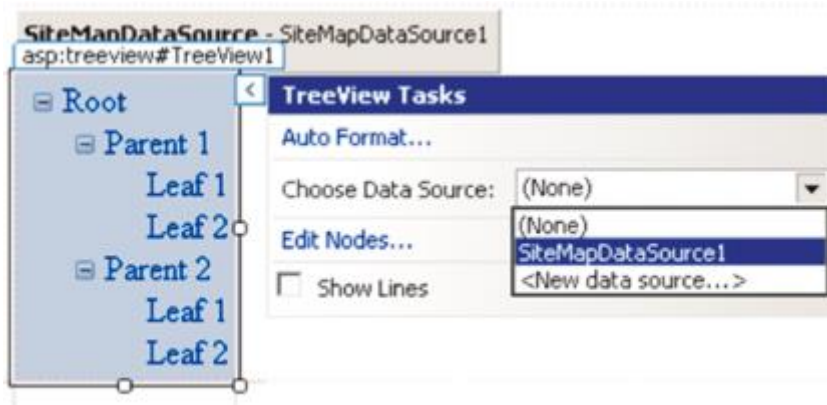 SiteMapDataSource - SiteMapDataSource1
asp:treeview#TreeView1
Root
Parent 1
Leaf 1
Leaf 2
Parent 2
Leaf 1
Leaf 2
TreeView Tasks
Auto Format...
Choose Data Source: (None)
(None)
SiteMapDataSource1
<New data source...>
Edit Nodes...
Show Lines